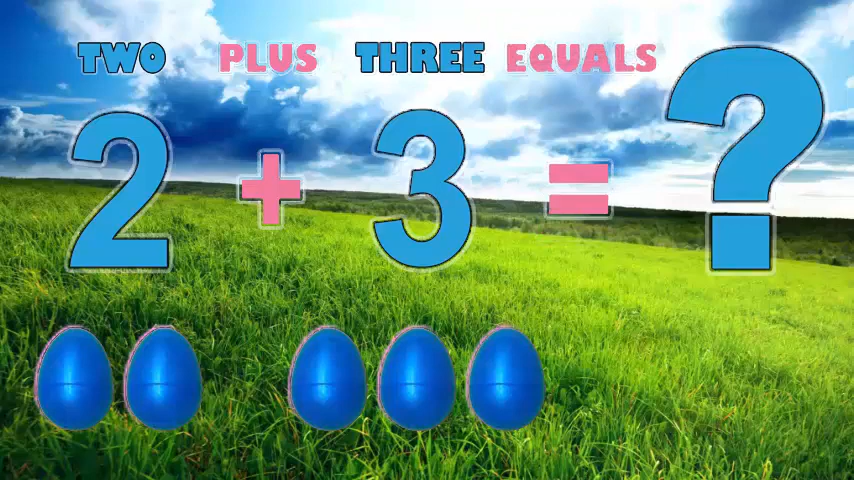 TWO PLUS THREE EQUALS
2 + 3 = ?